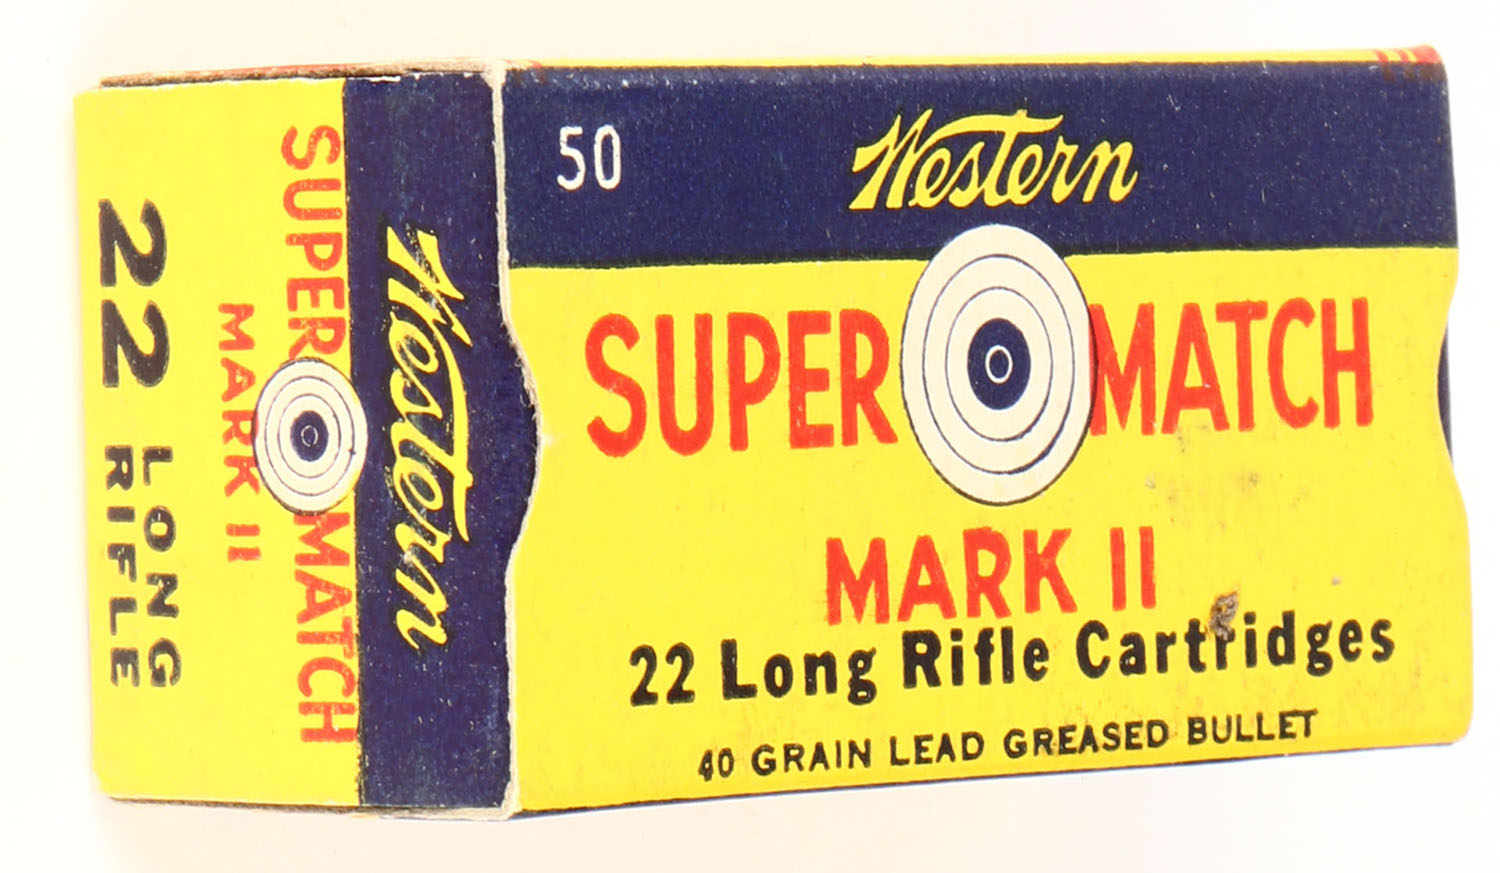 50
Western
SUPER MATCH
MARK II
22 Long Rifle Cartridges
40 GRAIN LEAD GREASED BULLET
Western
SUPER MATCH
MARK II
22 LONG
RIFLE